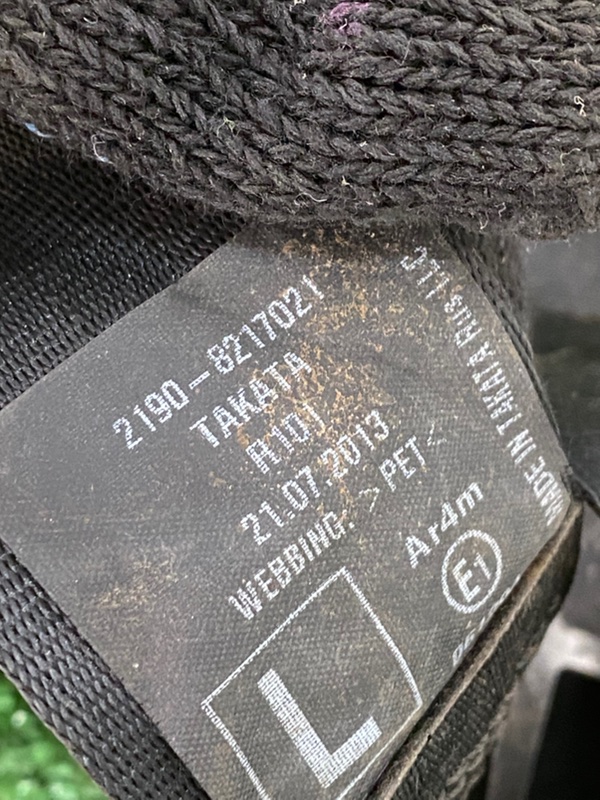 2190-8217021
TAKATA
R101
21.07.2013
WEBBING: >PET<
Ar4m
E1
L
MADE IN TAKATA Rus LLC